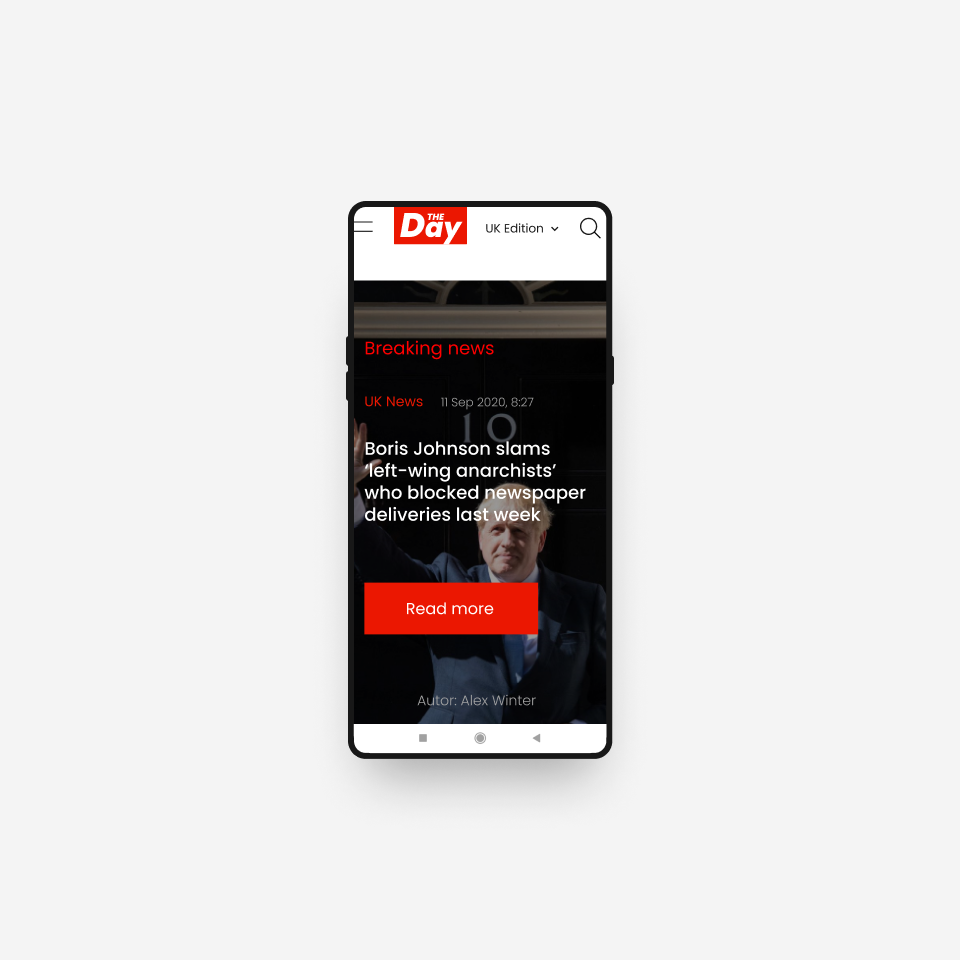 THE
Day
UK Edition
Breaking news
UK News 11 Sep 2020, 8:27
10
Boris Johnson slams
‘left-wing anarchists’
who blocked newspaper
deliveries last week
Read more
Autor: Alex Winter